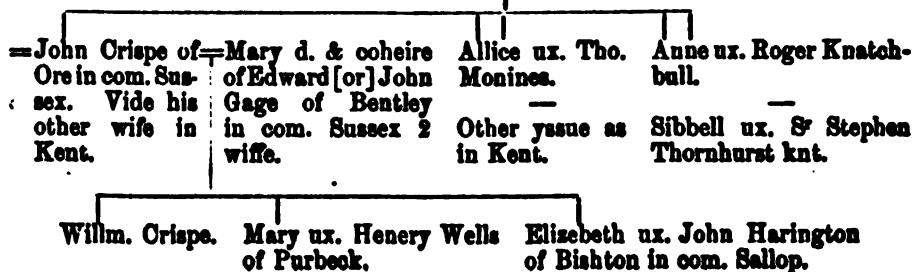 =John Crispe of=
Ore in com. Sus-
sex. Vide his
other wife in
Kent.
Mary d. & coheire
of Edward [or] John
Gage of Bentley
in com. Sussex 2
wiffe.
Allice ux. Tho.
Monines.
—
Other yssue as
in Kent.
Anne ux. Roger Knatch-
bull.
—
Sibbell ux. Sr Stephen
Thornhurst knt.
Willm. Crispe.
Mary ux. Henery Wells
of Purbeck.
Elizebeth ux. John Harington
of Bishton in com. Sallop.